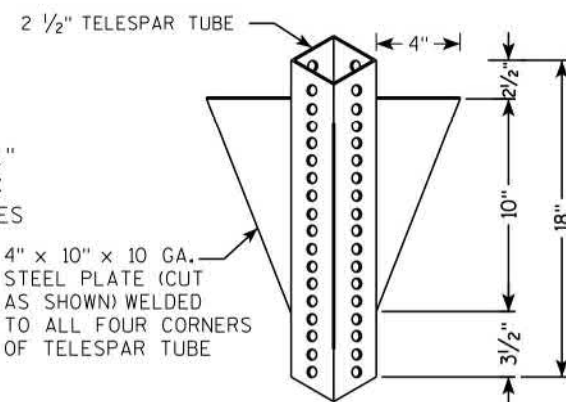 2 ½" TELESPAR TUBE
4"
2½"
"
ES
10"
18"
4" x 10" x 10 GA.
STEEL PLATE (CUT
AS SHOWN) WELDED
TO ALL FOUR CORNERS
OF TELESPAR TUBE
3½"